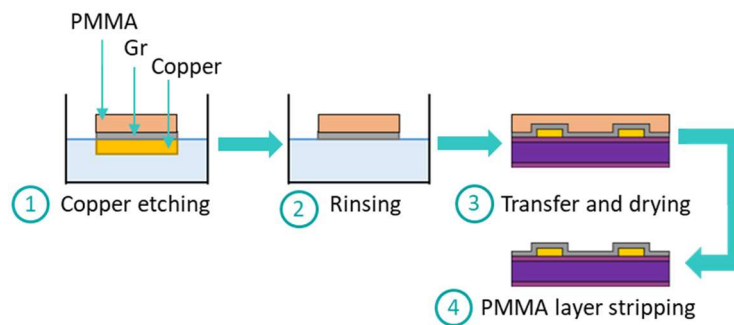 PMMA
Gr
Copper
1 Copper etching
2 Rinsing
3 Transfer and drying
4 PMMA layer stripping